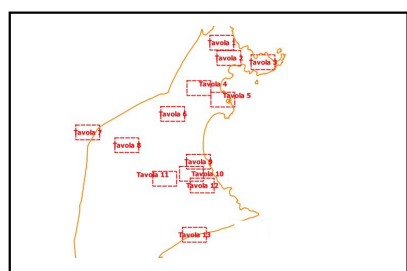 Tavola 1
Tavola 2
Tavola 3
Tavola 4
Tavola 5
Tavola 6
Tavola 7
Tavola 8
Tavola 9
Tavola 10
Tavola 11
Tavola 12
Tavola 13